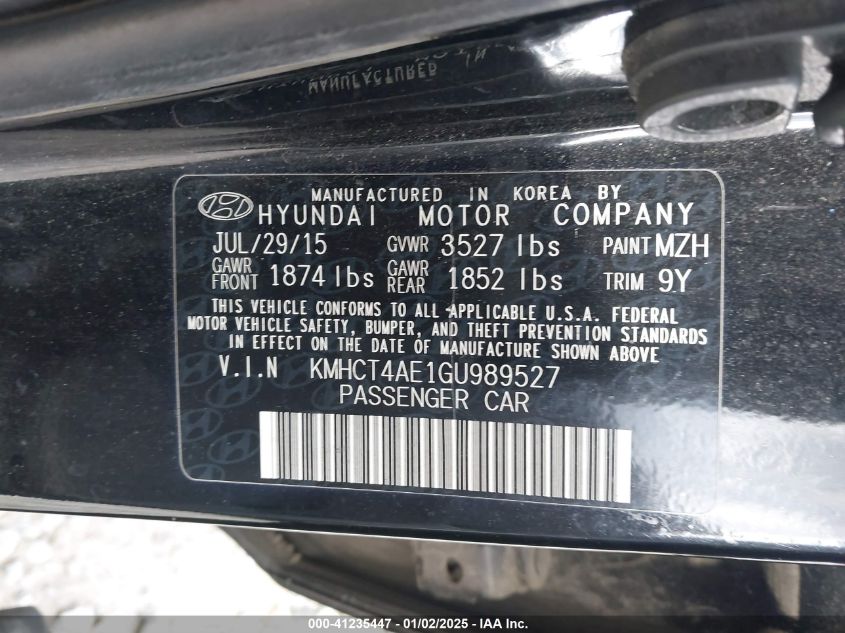 MANUFACTURED
MANUFACTURED IN KOREA BY
HYUNDAI MOTOR COMPANY
JUL/29/15 GVWR 3527 lbs PAINT MZH
GAWR FRONT 1874 lbs GAWR REAR 1852 lbs TRIM 9Y
THIS VEHICLE CONFORMS TO ALL APPLICABLE U.S.A. FEDERAL
MOTOR VEHICLE SAFETY, BUMPER, AND THEFT PREVENTION STANDARDS
IN EFFECT ON THE DATE OF MANUFACTURE SHOWN ABOVE
V.I.N KMHCT4AE1GU989527
PASSENGER CAR
KM-41235447 - 01/02/2025 - IAA Inc.